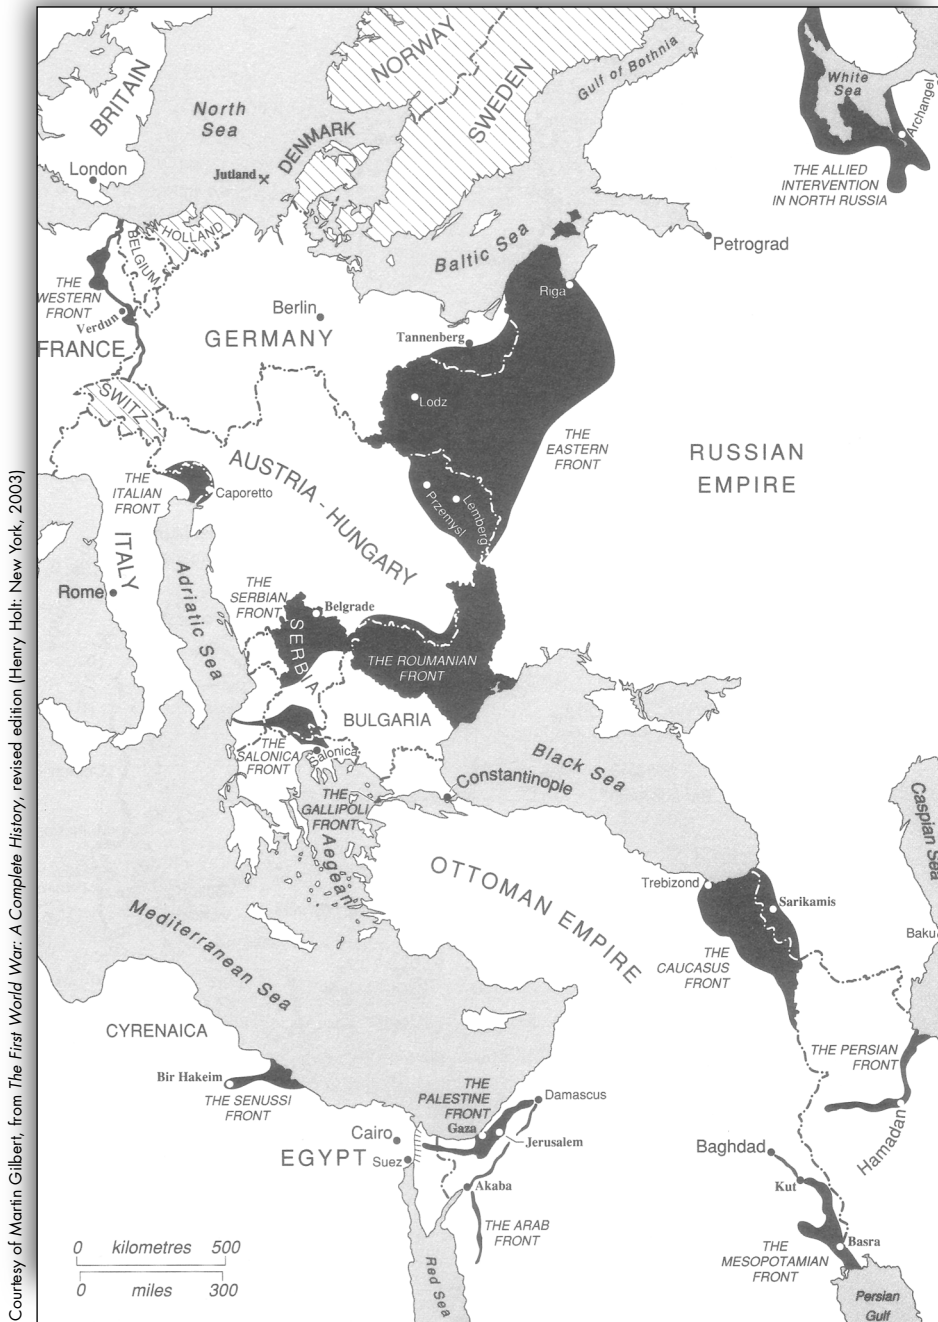 NORWAY
SWEDEN
Gulf of Bothnia
White
Sea
Archangel
BRITAIN
North
Sea
DENMARK
London
Jutland
THE ALLIED
INTERVENTION
IN NORTH RUSSIA
HOLLAND
BELGIUM
Baltic Sea
Petrograd
THE
WESTERN
FRONT
Riga
Berlin
Verdun
GERMANY
Tannenberg
FRANCE
SWITZ
Lodz
THE
EASTERN
FRONT
RUSSIAN
EMPIRE
AUSTRIA - HUNGARY
THE
ITALIAN
FRONT
Caporetto
Przemysl
Lemberg
ITALY
Rome
Adriatic Sea
THE
SERBIAN
FRONT
Belgrade
SERBIA
THE ROUMANIAN
FRONT
BULGARIA
THE
SALONICA
FRONT
Salonica
Black Sea
Constantinople
THE
GALLIPOLI
FRONT
Aegean
Caspian Sea
OTTOMAN EMPIRE
Trebizond
Sarikamis
Baku
THE
CAUCASUS
FRONT
Mediterranean Sea
CYRENAICA
THE PERSIAN
FRONT
Bir Hakeim
THE SENUSSI
FRONT
THE
PALESTINE
FRONT
Damascus
Gaza
Jerusalem
Hamadan
Cairo
EGYPT
Suez
Baghdad
Akaba
Kut
THE ARAB
FRONT
Basra
THE
MESOPOTAMIAN
FRONT
0 kilometres 500
0 miles 300
Red Sea
Persian
Gulf
Courtesy of Martin Gilbert, from The First World War: A Complete History, revised edition (Henry Holt: New York, 2003)